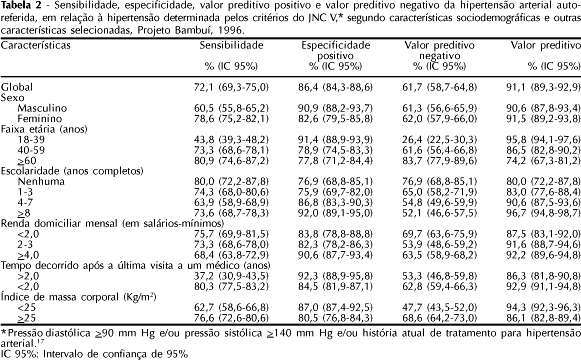 Tabela 2 - Sensibilidade, especificidade, valor preditivo positivo e valor preditivo negativo da hipertensão arterial auto-
referida, em relação à hipertensão determinada pelos critérios do JNC V,* segundo características sociodemográficas e outras
características selecionadas, Projeto Bambuí, 1996.
Características Sensibilidade Especificidade Valor preditivo Valor preditivo
positivo negativo
% (IC 95%) % (IC 95%) % (IC 95%) % (IC 95%)
Global 72,1 (69,3-75,0) 86,4 (84,3-88,6) 61,7 (58,7-64,8) 91,1 (89,3-92,9)
Sexo
Masculino 60,5 (55,8-65,2) 90,9 (88,2-93,7) 61,3 (56,6-65,9) 90,6 (87,8-93,4)
Feminino 78,6 (75,2-82,1) 82,6 (79,5-85,8) 62,0 (57,9-66,0) 91,5 (89,2-93,8)
Faixa etária (anos)
18-39 43,8 (39,3-48,2) 91,4 (88,9-93,9) 26,4 (22,5-30,3) 95,8 (94,1-97,6)
40-59 73,3 (68,6-78,1) 78,9 (74,5-83,3) 61,6 (56,4-66,8) 86,5 (82,8-90,2)
≥60 80,9 (74,6-87,2) 77,8 (71,2-84,4) 83,7 (77,9-89,6) 74,2 (67,3-81,2)
Escolaridade (anos completos)
Nenhuma 80,0 (72,2-87,8) 76,9 (68,8-85,1) 76,9 (68,8-85,1) 80,0 (72,2-87,8)
1-3 74,3 (68,0-80,6) 75,9 (69,7-82,0) 65,0 (58,2-71,9) 83,0 (77,6-88,4)
4-7 63,9 (58,9-68,9) 86,8 (83,3-90,3) 54,8 (49,6-59,9) 90,6 (87,5-93,6)
≥8 73,6 (68,7-78,3) 92,0 (89,1-95,0) 52,1 (46,6-57,5) 96,7 (94,8-98,7)
Renda domiciliar mensal (em salários-mínimos)
<2,0 75,7 (69,9-81,5) 83,8 (78,8-88,8) 69,7 (63,6-75,9) 87,5 (83,1-92,0)
2-3 73,3 (68,6-78,0) 82,3 (78,2-86,3) 53,9 (48,6-59,2) 91,6 (88,7-94,6)
≥4,0 68,4 (63,8-72,9) 90,6 (87,7-93,4) 63,5 (58,9-68,2) 92,2 (89,6-94,8)
Tempo decorrido após a última visita a um médico (anos)
>2,0 37,2 (30,9-43,5) 92,3 (88,9-95,8) 53,3 (46,8-59,8) 86,3 (81,8-90,8)
<2,0 80,3 (77,5-83,2) 84,5 (81,9-87,1) 62,8 (59,4-66,3) 92,9 (91,1-94,8)
Índice de massa corporal (Kg/m²)
<25 62,7 (58,6-66,8) 87,0 (87,4-92,5) 47,7 (43,5-52,0) 94,3 (92,3-96,3)
≥25 76,6 (72,6-80,6) 80,5 (76,8-84,3) 68,6 (64,2-73,0) 86,1 (82,8-89,4)
*Pressão diastólica ≥90 mm Hg e/ou pressão sistólica ≥140 mm Hg e/ou história atual de tratamento para hipertensão
arterial.17
IC 95%: Intervalo de confiança de 95%